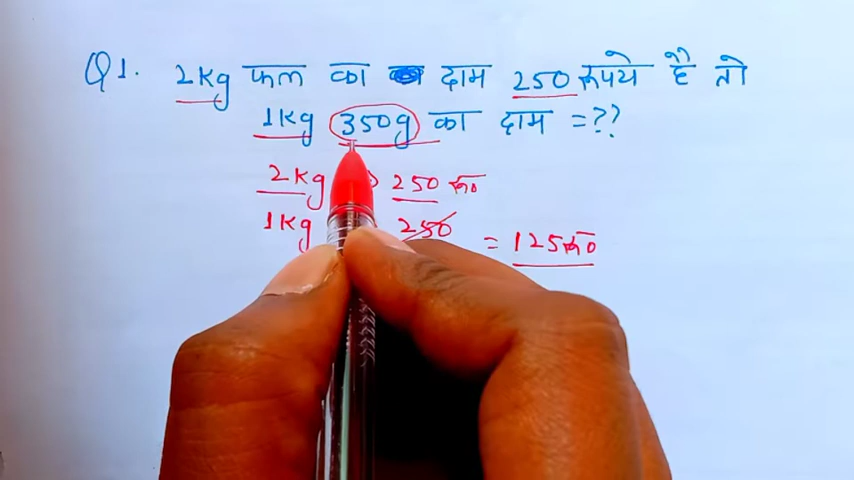 Q1. 2Kg फल का दाम 250 रूपये है तो
1Kg 350g का दाम =??
2Kg 250 रू०
1Kg 250 = 125रू०